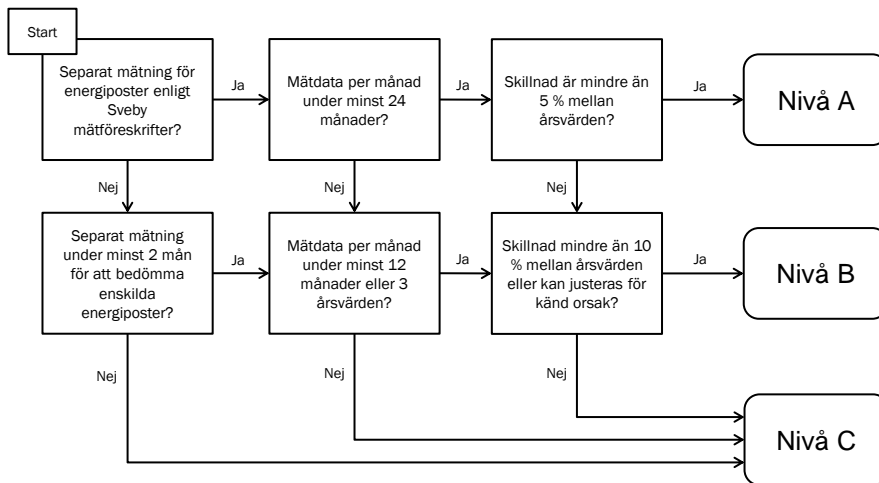 Start
Separat mätning för
energiposter enligt
Sveby
mätföreskrifter?
Ja
Mätdata per månad
under minst 24
månader?
Ja
Skillnad är mindre än
5 % mellan
årsvärden?
Ja
Nivå A
Nej
Nej
Nej
Separat mätning
under minst 2 mån
för att bedömma
enskilda
energiposter?
Ja
Mätdata per månad
under minst 12
månader eller 3
årsvärden?
Ja
Skillnad mindre än 10
% mellan årsvärden
eller kan justeras för
känd orsak?
Ja
Nivå B
Nej
Nej
Nej
Nivå C